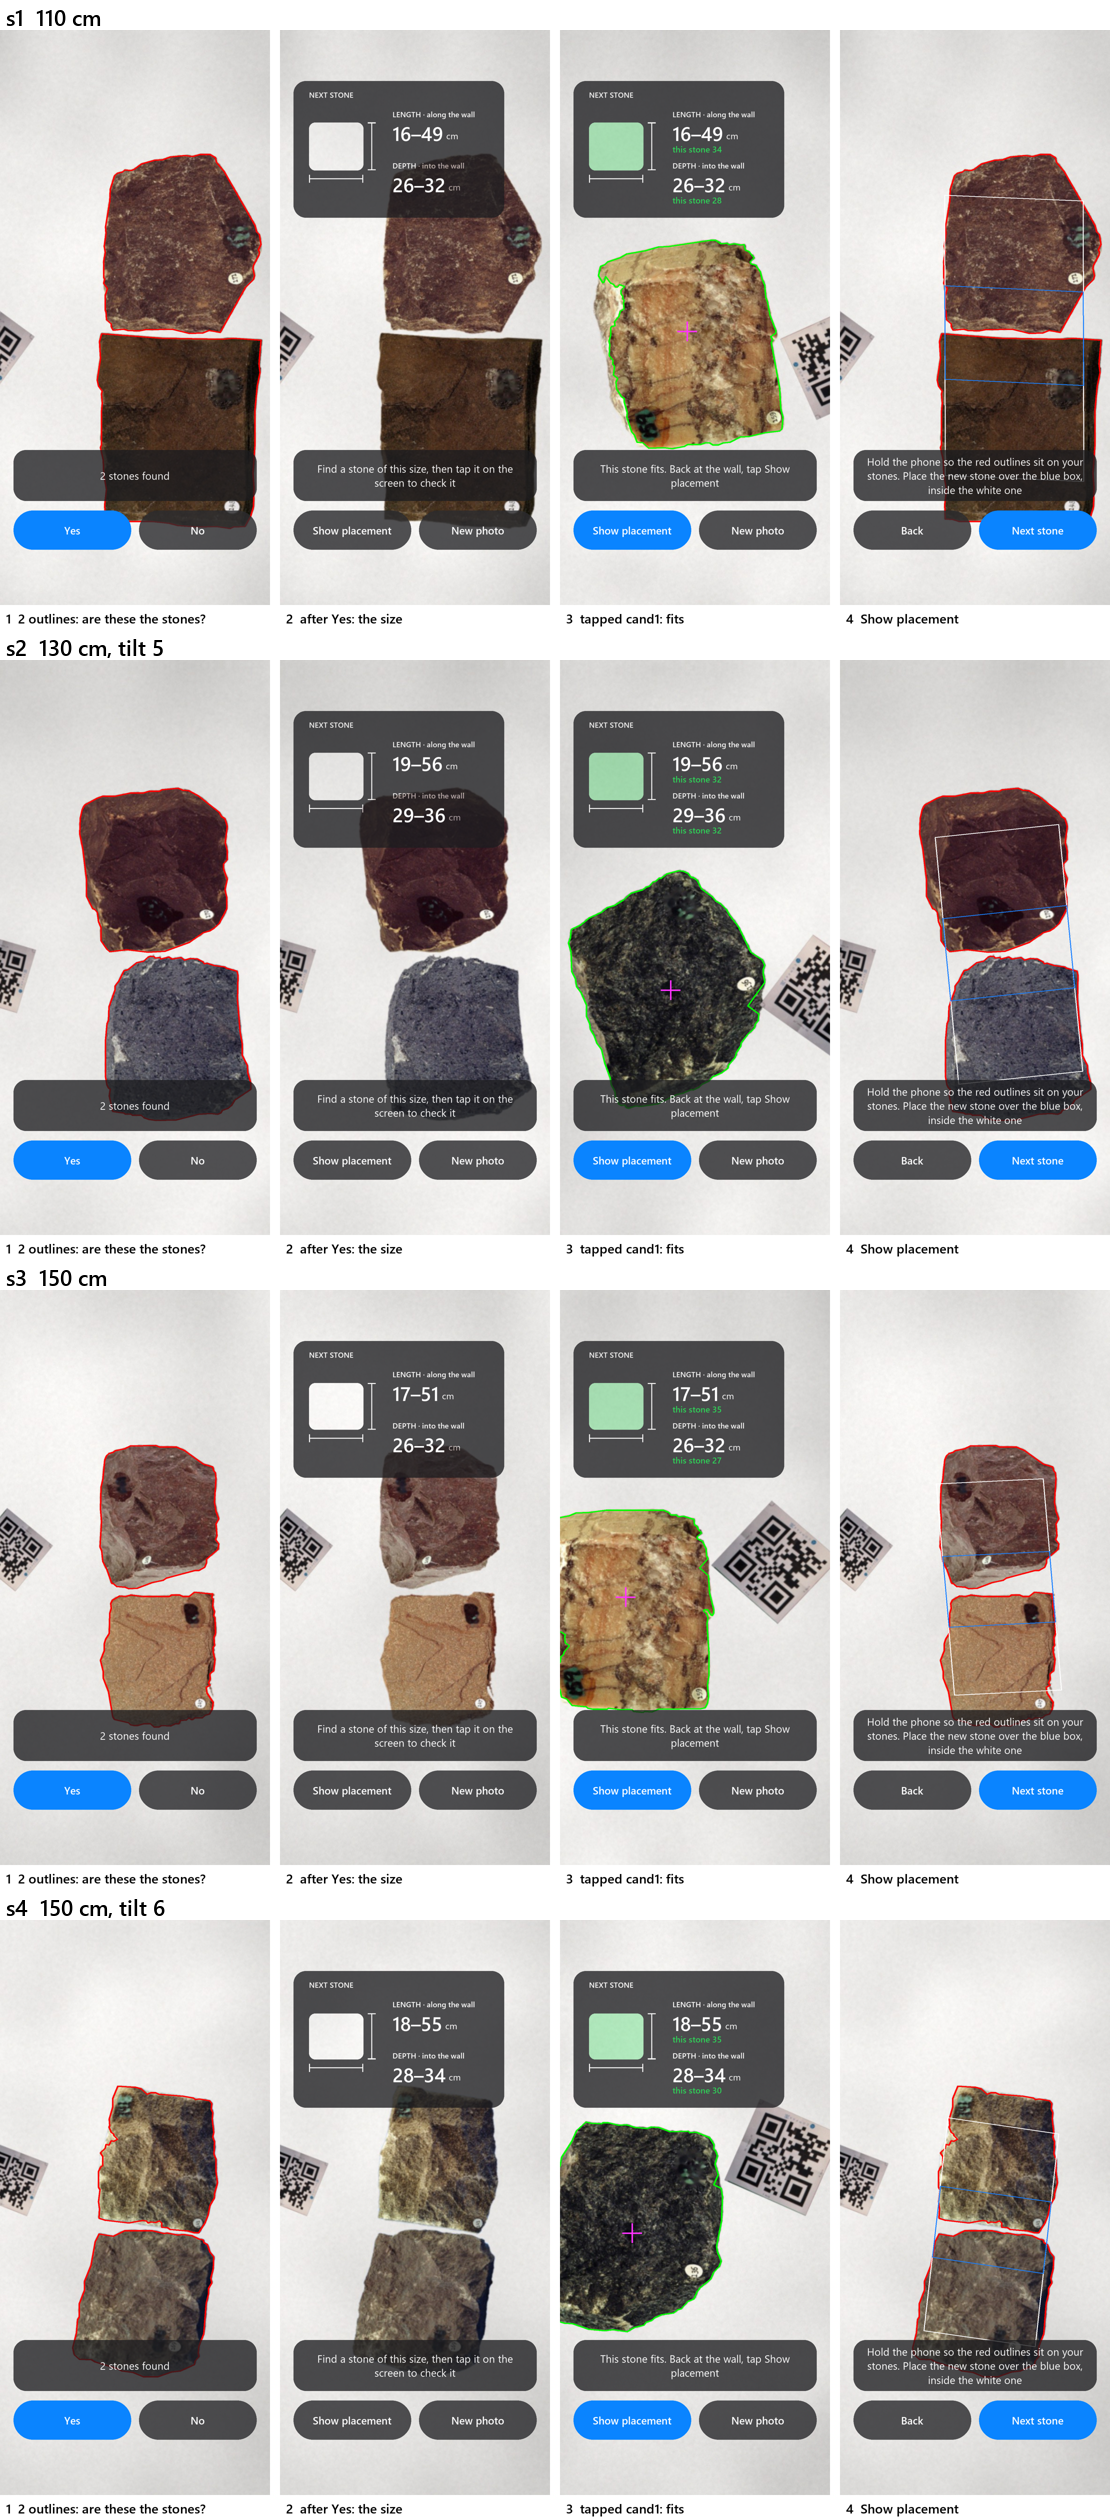 s1 110 cm
2 stones found
Yes
No
NEXT STONE
LENGTH · along the wall
16–49 cm
DEPTH · into the wall
26–32 cm
Find a stone of this size, then tap it on the
screen to check it
Show placement
New photo
NEXT STONE
LENGTH · along the wall
16–49 cm
this stone 34
DEPTH · into the wall
26–32 cm
this stone 28
This stone fits. Back at the wall, tap Show
placement
Show placement
New photo
Hold the phone so the red outlines sit on your
stones. Place the new stone over the blue box,
inside the white one
Back
Next stone
1 2 outlines: are these the stones?
2 after Yes: the size
3 tapped cand1: fits
4 Show placement
s2 130 cm, tilt 5
2 stones found
Yes
No
NEXT STONE
LENGTH · along the wall
19–56 cm
DEPTH · into the wall
29–36 cm
Find a stone of this size, then tap it on the
screen to check it
Show placement
New photo
NEXT STONE
LENGTH · along the wall
19–56 cm
this stone 32
DEPTH · into the wall
29–36 cm
this stone 32
This stone fits. Back at the wall, tap Show
placement
Show placement
New photo
Hold the phone so the red outlines sit on your
stones. Place the new stone over the blue box,
inside the white one
Back
Next stone
1 2 outlines: are these the stones?
2 after Yes: the size
3 tapped cand1: fits
4 Show placement
s3 150 cm
2 stones found
Yes
No
NEXT STONE
LENGTH · along the wall
17–51 cm
DEPTH · into the wall
26–32 cm
Find a stone of this size, then tap it on the
screen to check it
Show placement
New photo
NEXT STONE
LENGTH · along the wall
17–51 cm
this stone 35
DEPTH · into the wall
26–32 cm
this stone 27
This stone fits. Back at the wall, tap Show
placement
Show placement
New photo
Hold the phone so the red outlines sit on your
stones. Place the new stone over the blue box,
inside the white one
Back
Next stone
1 2 outlines: are these the stones?
2 after Yes: the size
3 tapped cand1: fits
4 Show placement
s4 150 cm, tilt 6
2 stones found
Yes
No
NEXT STONE
LENGTH · along the wall
18–55 cm
DEPTH · into the wall
28–34 cm
Find a stone of this size, then tap it on the
screen to check it
Show placement
New photo
NEXT STONE
LENGTH · along the wall
18–55 cm
this stone 35
DEPTH · into the wall
28–34 cm
this stone 30
This stone fits. Back at the wall, tap Show
placement
Show placement
New photo
Hold the phone so the red outlines sit on your
stones. Place the new stone over the blue box,
inside the white one
Back
Next stone
1 2 outlines: are these the stones?
2 after Yes: the size
3 tapped cand1: fits
4 Show placement